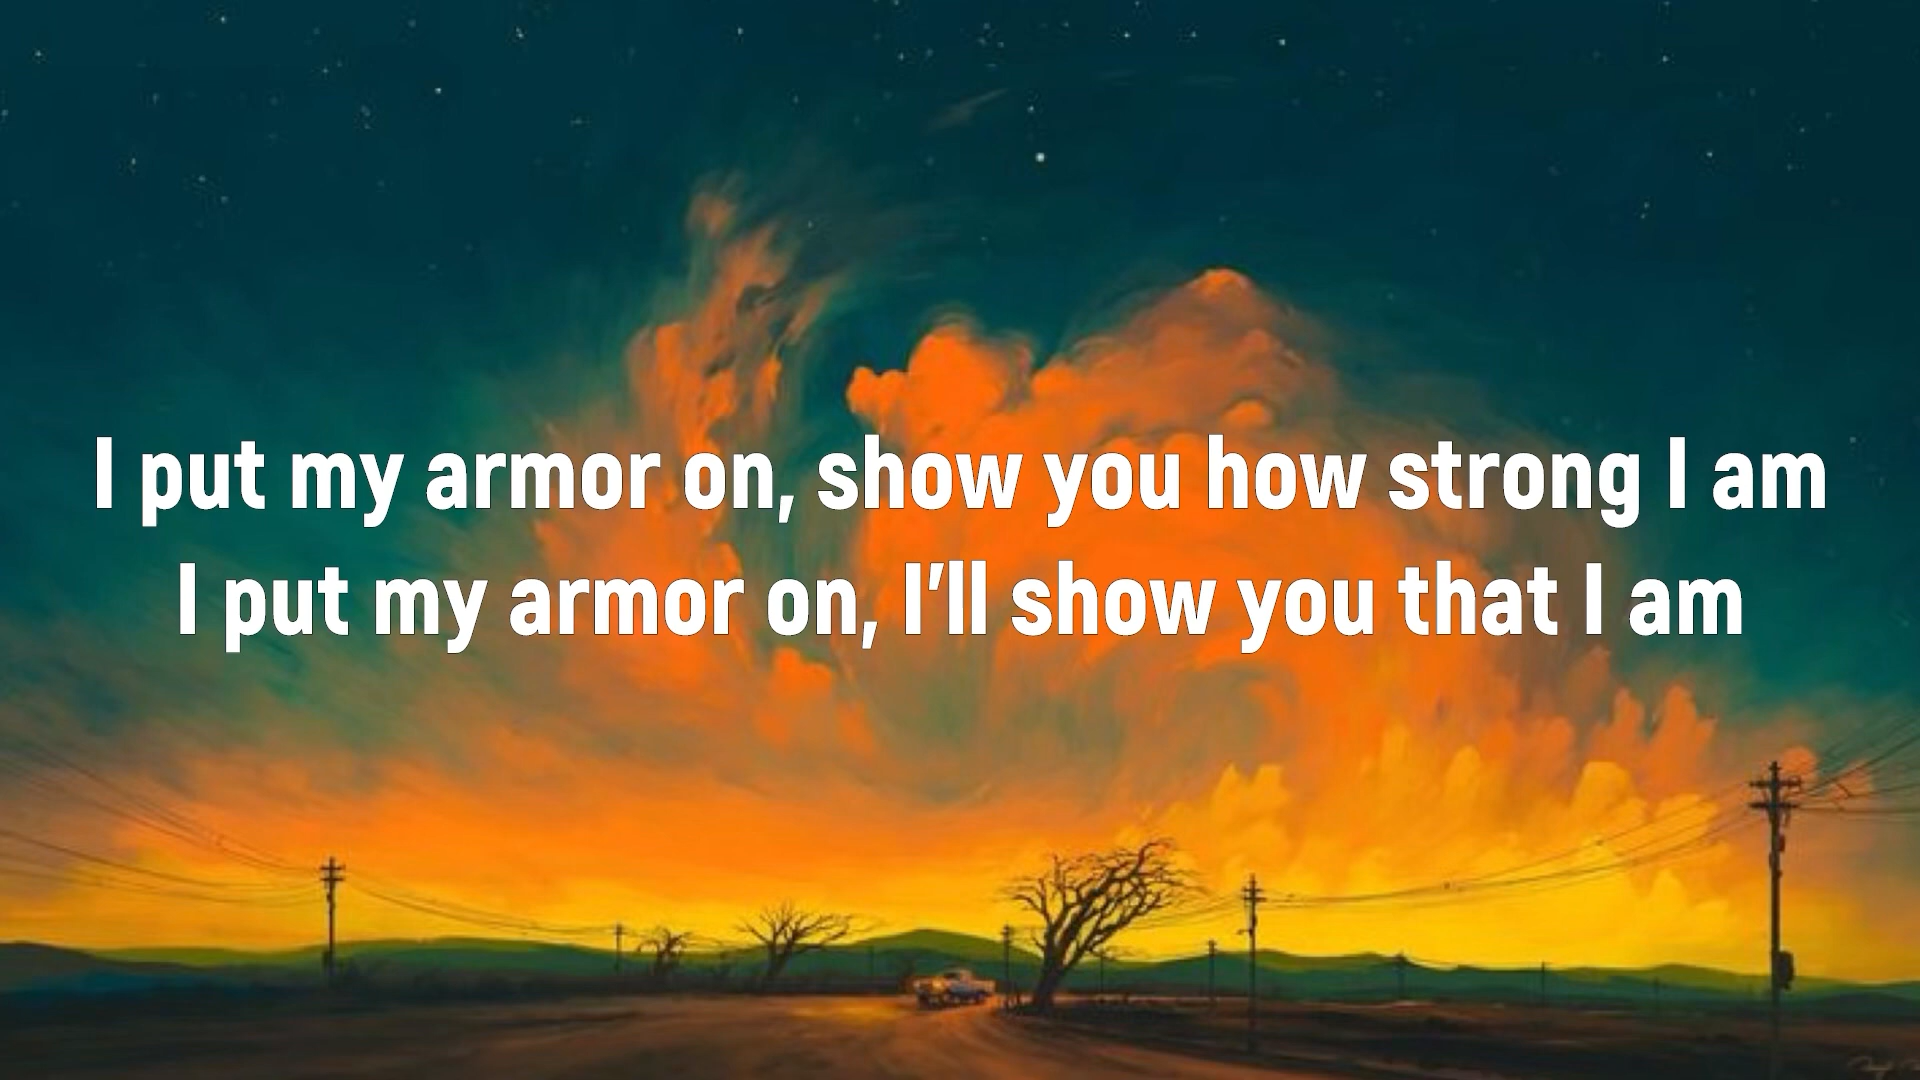 I put my armor on, show you how strong I am
I put my armor on, I'll show you that I am